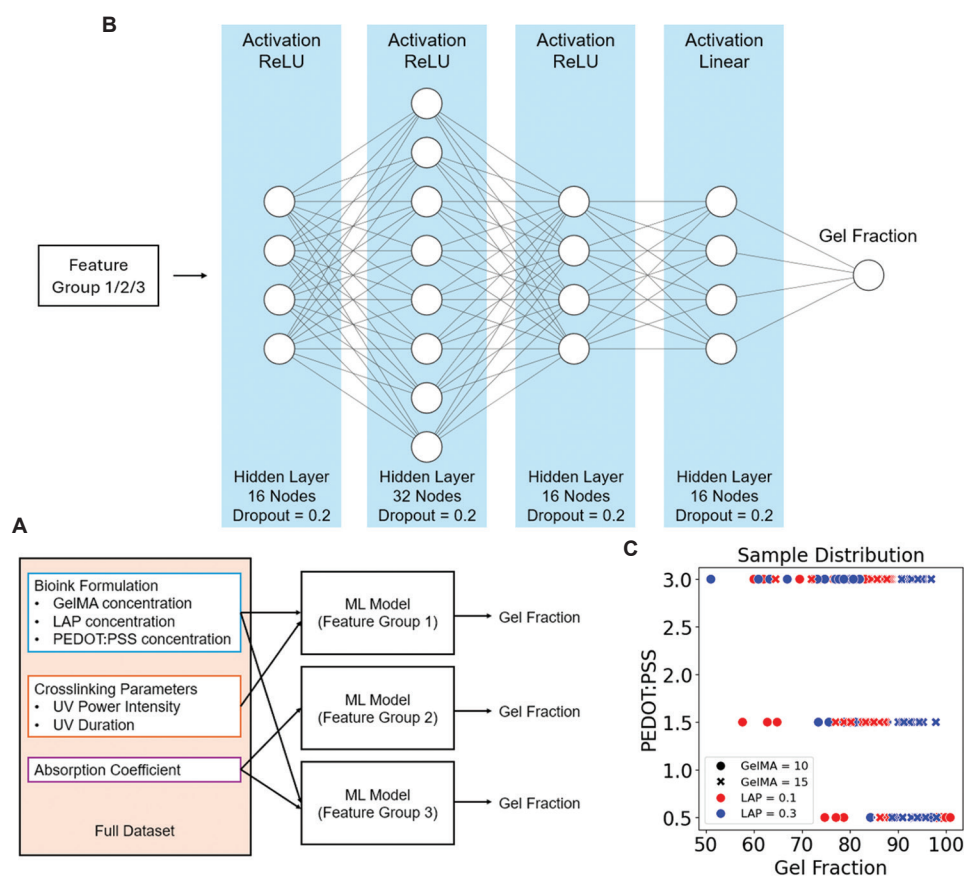 B
Activation
ReLU
Activation
ReLU
Activation
ReLU
Activation
Linear
Feature
Group 1/2/3
Gel Fraction
Hidden Layer
16 Nodes
Dropout = 0.2
Hidden Layer
32 Nodes
Dropout = 0.2
Hidden Layer
16 Nodes
Dropout = 0.2
Hidden Layer
16 Nodes
Dropout = 0.2
A
Bioink Formulation
• GelMA concentration
• LAP concentration
• PEDOT:PSS concentration
Crosslinking Parameters
• UV Power Intensity
• UV Duration
Absorption Coefficient
Full Dataset
ML Model
(Feature Group 1)
Gel Fraction
ML Model
(Feature Group 2)
Gel Fraction
ML Model
(Feature Group 3)
Gel Fraction
C
Sample Distribution
PEDOT:PSS
3.0
2.5
2.0
1.5
1.0
0.5
GelMA = 10
GelMA = 15
LAP = 0.1
LAP = 0.3
50 60 70 80 90 100
Gel Fraction